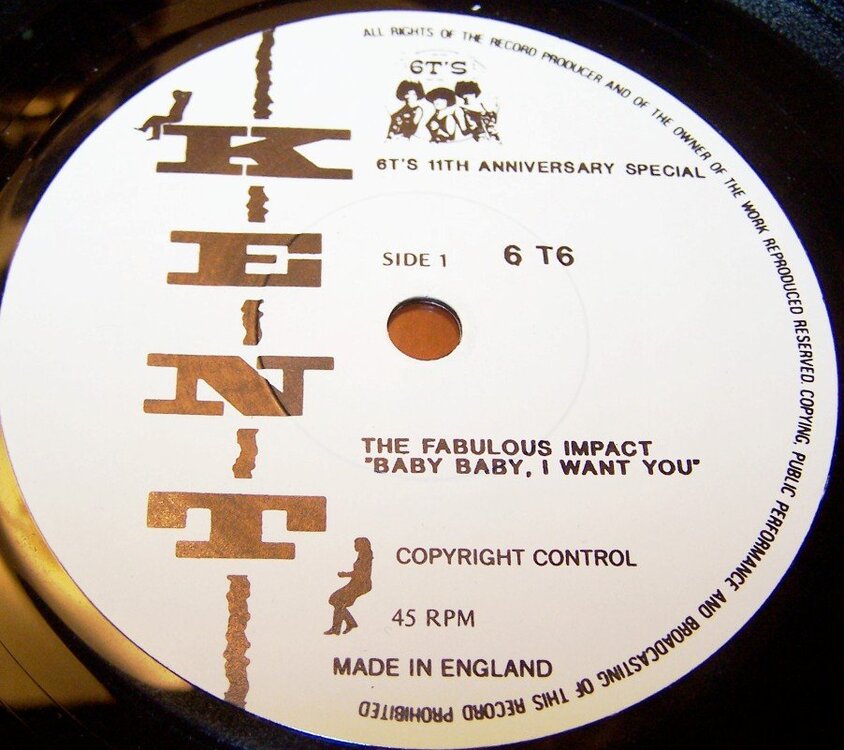 ALL RIGHTS OF THE RECORD PRODUCER AND OF THE OWNER OF THE WORK REPRODUCED RESERVED. COPYING, PUBLIC PERFORMANCE AND BROADCASTING OF THIS RECORD PROHIBITED
6T'S
6T'S 11TH ANNIVERSARY SPECIAL
KENT
SIDE 1 6 T6
THE FABULOUS IMPACT
"BABY BABY, I WANT YOU"
COPYRIGHT CONTROL
45 RPM
MADE IN ENGLAND